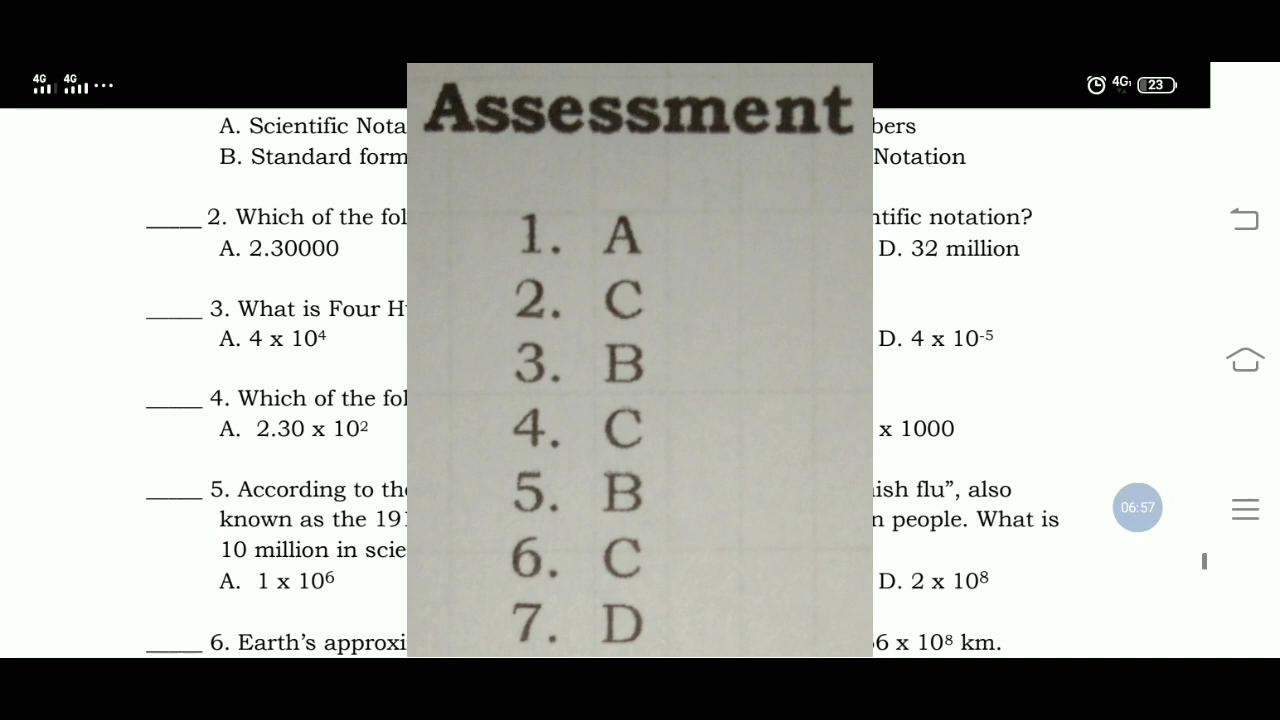 4G 4G ...
4G 23
A. Scientific Nota
bers
B. Standard form
Notation
_____ 2. Which of the fol
ntific notation?
A. 2.30000
D. 32 million
_____ 3. What is Four H
A. 4 x 10⁴
D. 4 x 10⁻⁵
_____ 4. Which of the fol
A. 2.30 x 10²
x 1000
_____ 5. According to the
ish flu”, also
known as the 191
n people. What is
10 million in scie
A. 1 x 10⁶
D. 2 x 10⁸
_____ 6. Earth’s approxi
6 x 10⁸ km.
Assessment
1. A
2. C
3. B
4. C
5. B
6. C
7. D
06:57